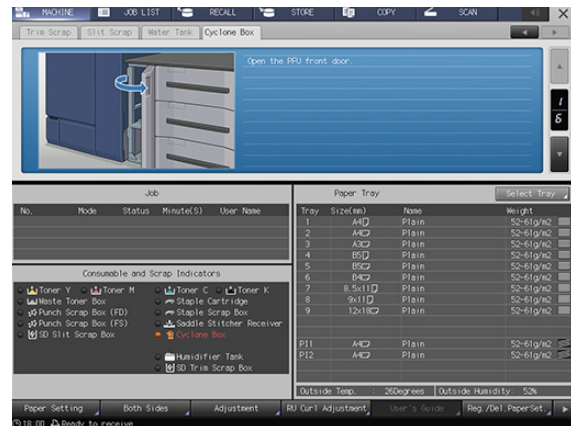 MACHINE JOB LIST RECALL STORE COPY SCAN
Trim Scrap Slit Scrap Water Tank Cyclone Box
Open the PFU front door.
1
6
Job
No. Mode Status Minute(S) User Name
Consumable and Scrap Indicators
Toner Y Toner M Toner C Toner K
Waste Toner Box Staple Cartridge
Punch Scrap Box (FD) Staple Scrap Box
Punch Scrap Box (FS) Saddle Stitcher Receiver
SD Slit Scrap Box Cyclone Box
Humidifier Tank
SD Trim Scrap Box
Paper Tray Select Tray
Tray Size(mm) Name Weight
1 A4 Plain 52-61g/m2
2 A4 Plain 52-61g/m2
3 A3 Plain 52-61g/m2
4 B5 Plain 52-61g/m2
5 B5 Plain 52-61g/m2
6 B4 Plain 52-61g/m2
7 8.5x11 Plain 52-61g/m2
8 9x11 Plain 52-61g/m2
9 12x18 Plain 52-61g/m2
PI1 A4 Plain 52-61g/m2
PI2 A4 Plain 52-61g/m2
Outside Temp. : 26Degrees Outside Humidity: 52%
Paper Setting Both Sides Adjustment RU Curl Adjustment User's Guide Reg./Del.PaperSet.
18:00 Ready to receive